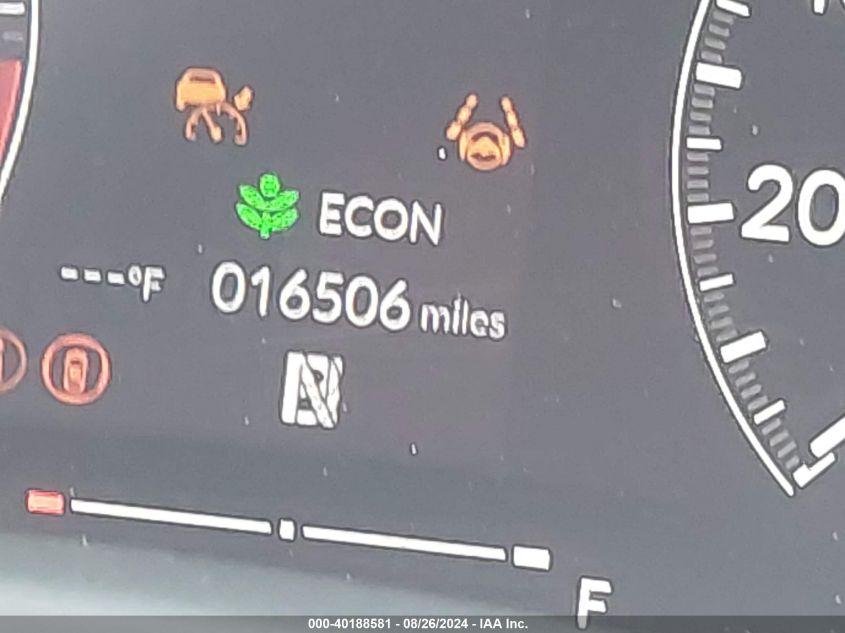 ECON
20
---°F 016506 miles
N
F
000-40188581 - 08/26/2024 - IAA Inc.